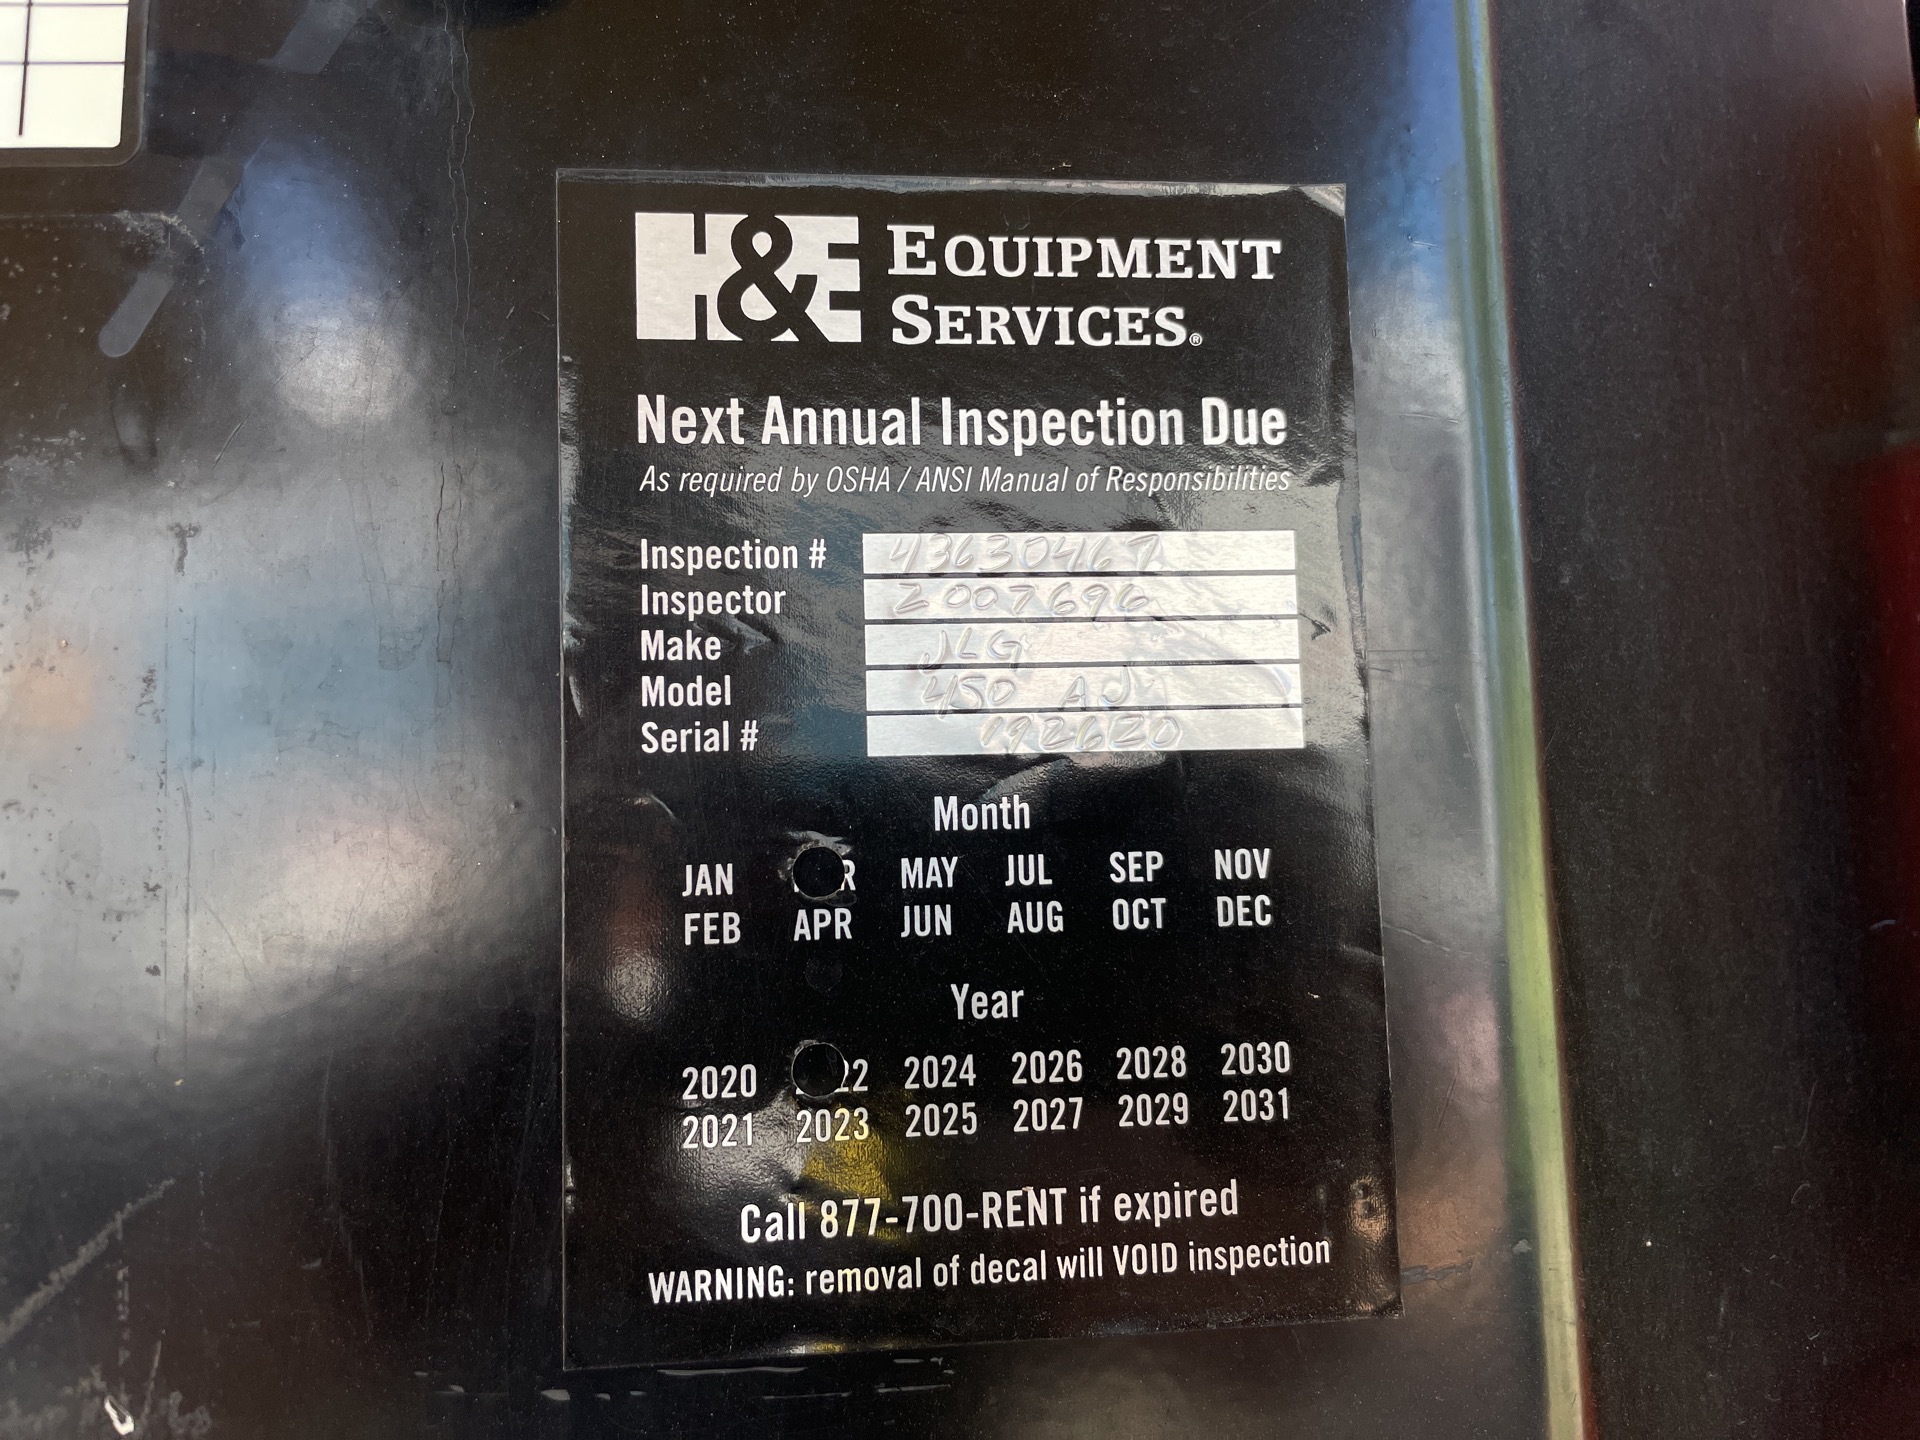 H&E EQUIPMENT
SERVICES®
Next Annual Inspection Due
As required by OSHA / ANSI Manual of Responsibilities
Inspection # 43630467
Inspector 2007696
Make JLG
Model 450 AJ
Serial #
Month
JAN MAY JUL SEP NOV
FEB APR JUN AUG OCT DEC
Year
2020 2024 2026 2028 2030
2021 2023 2025 2027 2029 2031
Call 877-700-RENT if expired
WARNING: removal of decal will VOID inspection